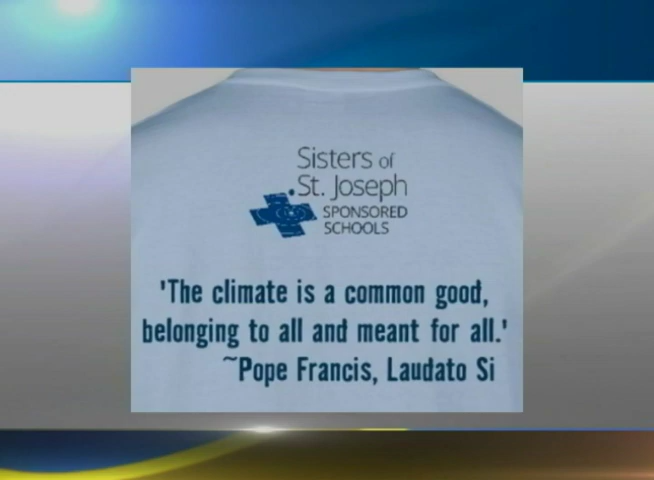 Sisters of
St. Joseph
SPONSORED
SCHOOLS
'The climate is a common good,
belonging to all and meant for all.'
~Pope Francis, Laudato Si